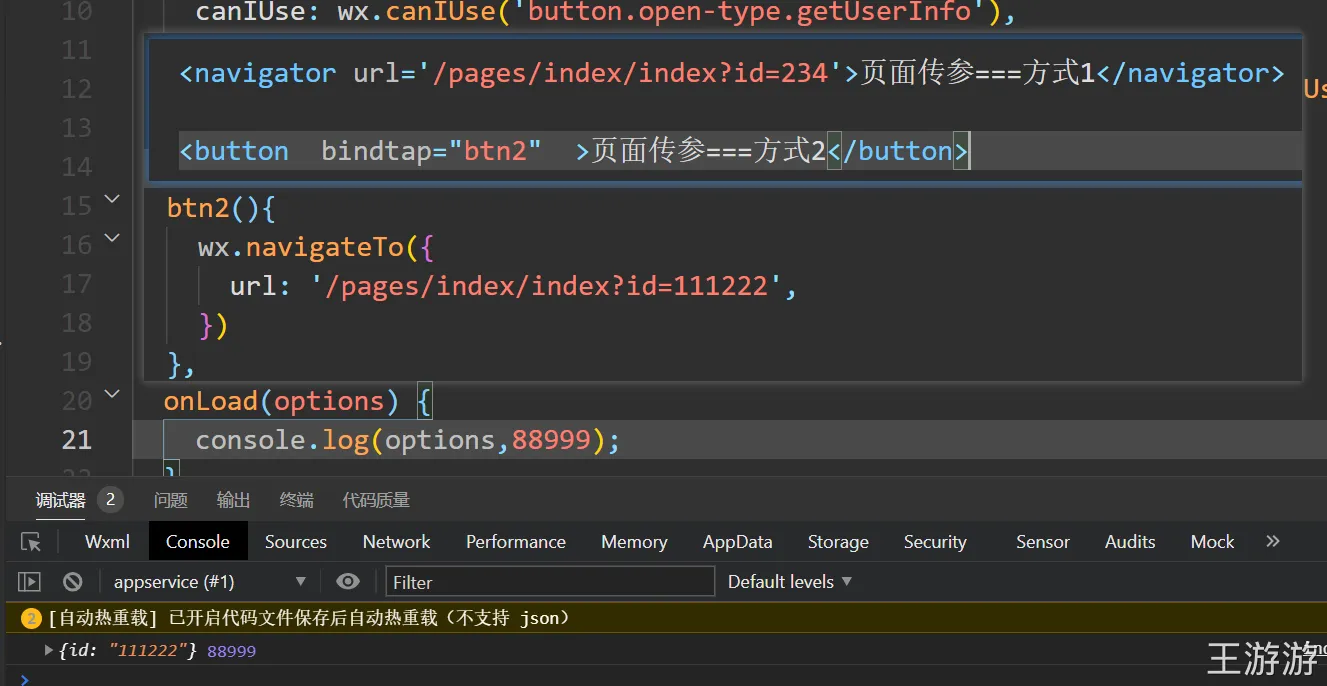 10 canIUse: wx.canIUse('button.open-type.getUserInfo'),
11
<navigator url='/pages/index/index?id=234'>页面传参===方式1</navigator>
12
Us
13
<button bindtap="btn2" >页面传参===方式2</button>
14
15 btn2(){
16 wx.navigateTo({
17 url: '/pages/index/index?id=111222',
18 })
19 },
20 onLoad(options) {
21 console.log(options,88999);
22 }
调试器 2 问题 输出 终端 代码质量
Wxml Console Sources Network Performance Memory AppData Storage Security Sensor Audits Mock »
appservice (#1) ▼ Filter Default levels ▼
2 [自动热重载] 已开启代码文件保存后自动热重载（不支持 json）
▶ {id: "111222"} 88999
王游游
>